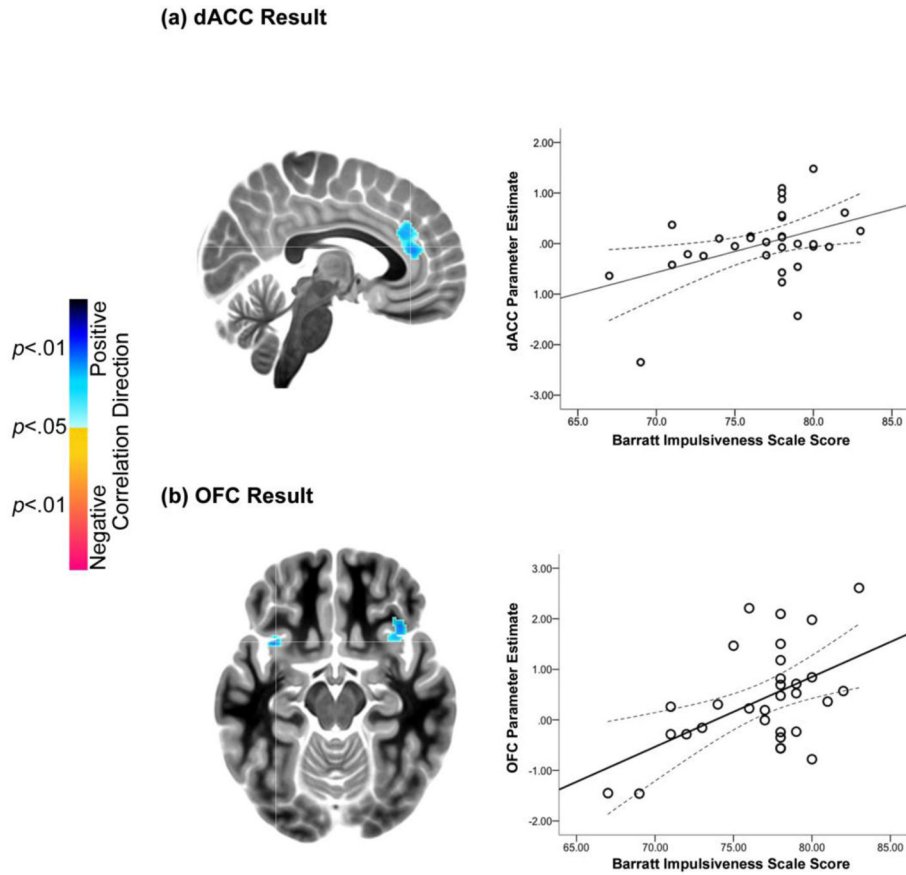 (a) dACC Result
dACC Parameter Estimate
2.00
1.00
.00
1.00
-2.00
-3.00
65.0
70.0
75.0
80.0
85.0
Barratt Impulsiveness Scale Score
p<.01
p<.05
p<.01
Positive
Negative
Correlation Direction
(b) OFC Result
OFC Parameter Estimate
3.00
2.00
1.00
.00
-1.00
-2.00
65.00
70.00
75.00
80.00
85.00
Barratt Impulsiveness Scale Score